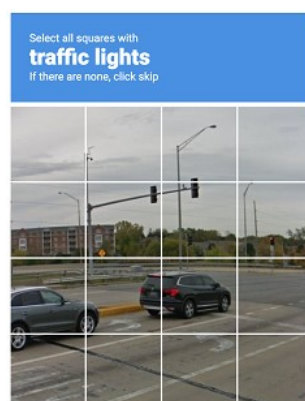 Select all squares with
traffic lights
If there are none, click skip